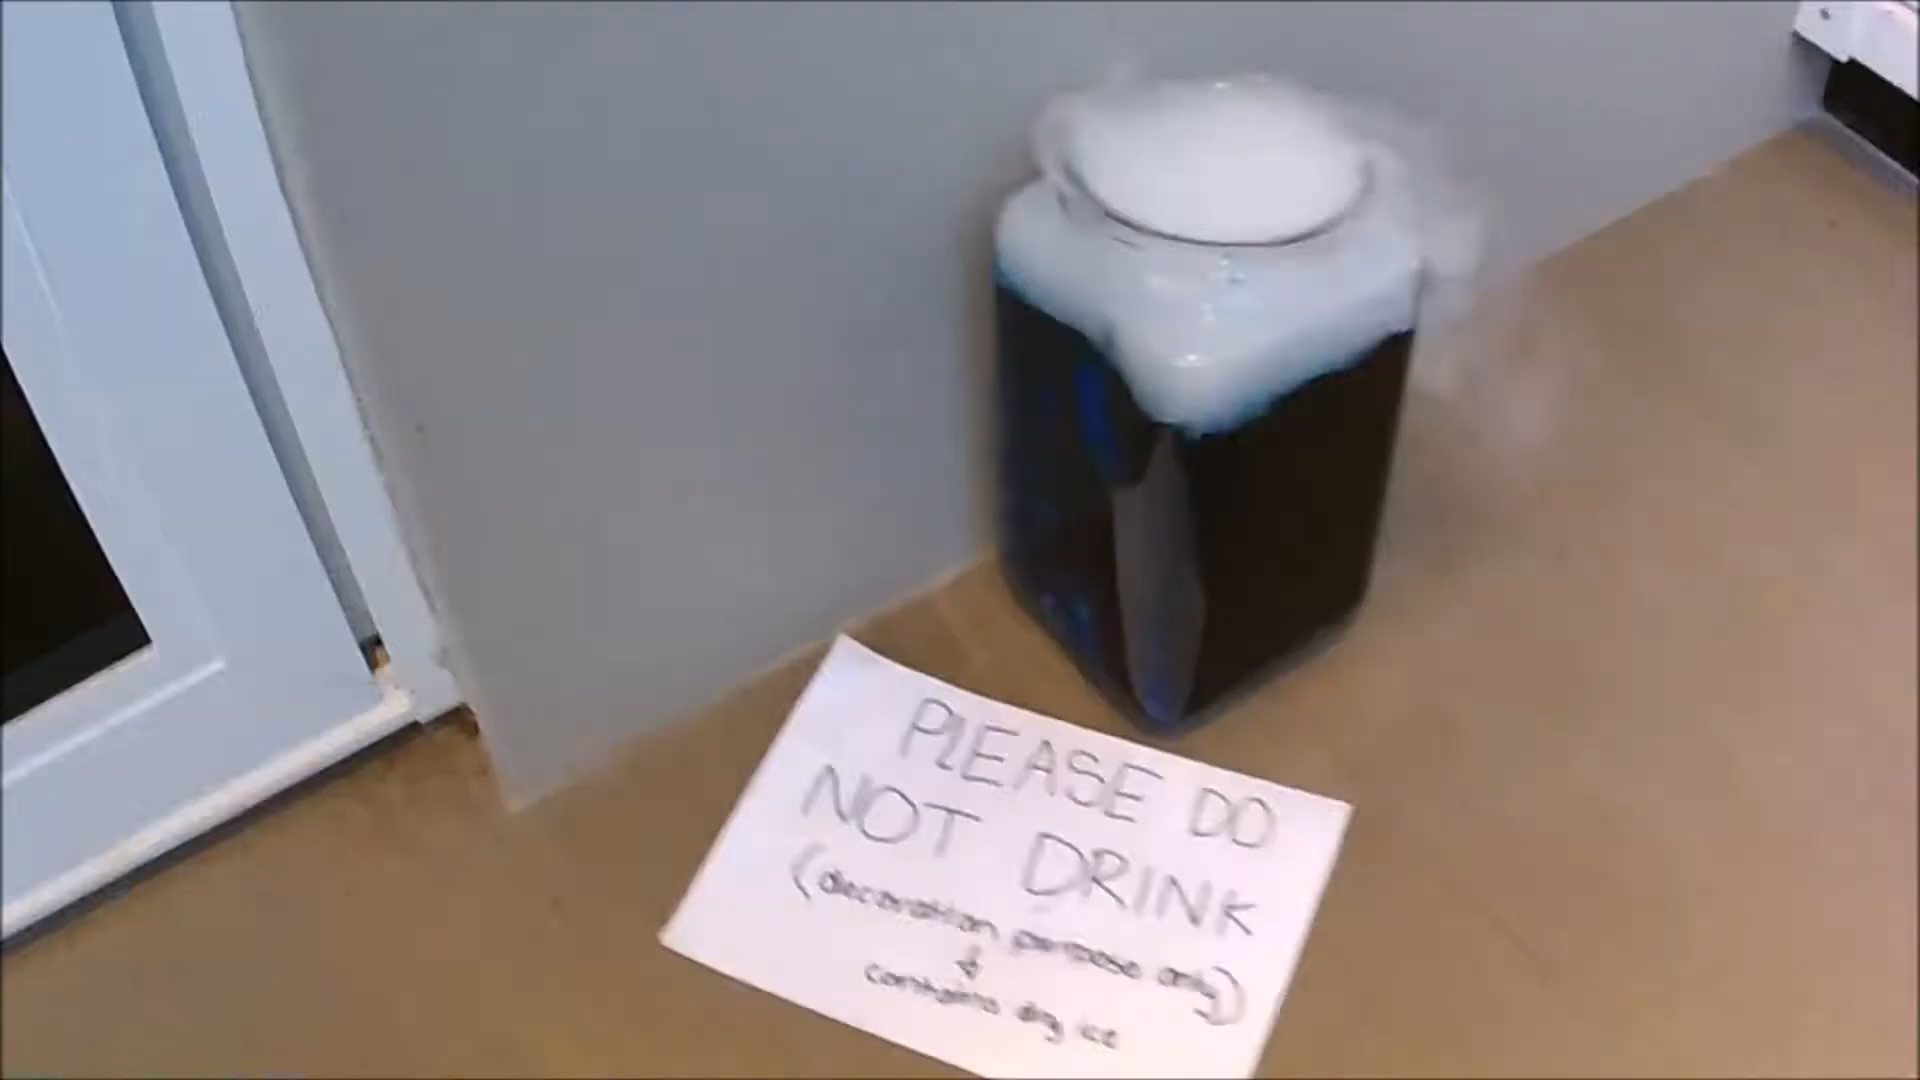 PLEASE DO
NOT DRINK
(decoration purpose only)
&
contains dry ice